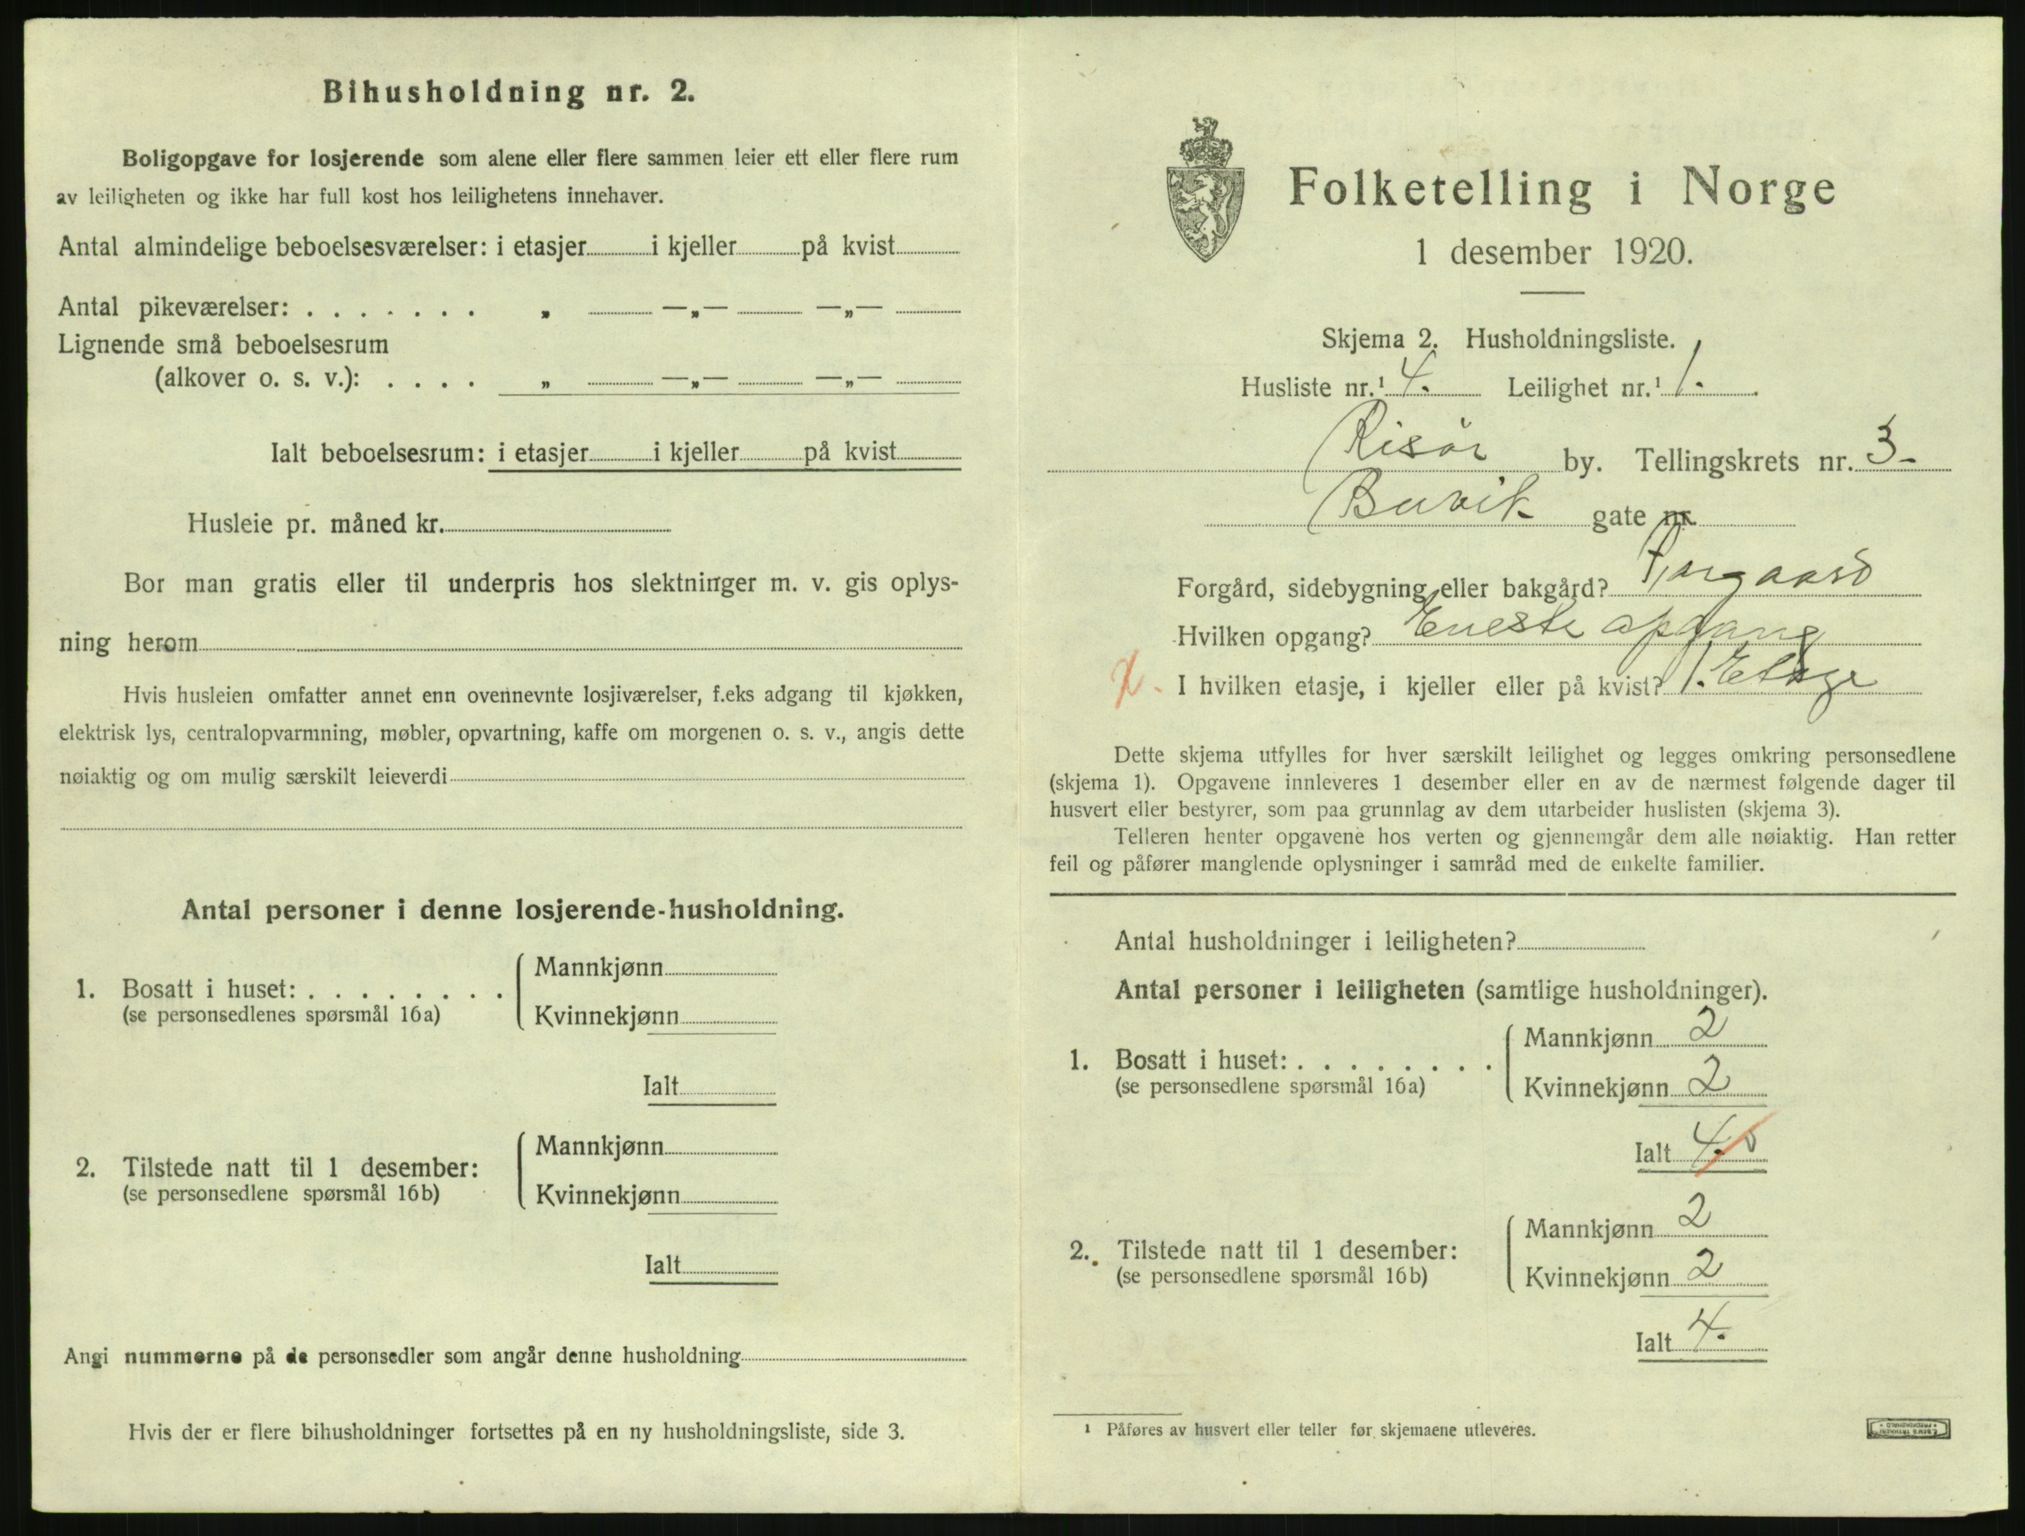 Bihusholdning nr. 2.
Boligopgave for losjerende som alene eller flere sammen leier ett eller flere rum
av leiligheten og ikke har full kost hos leilighetens innehaver.
Antal almindelige beboelsesværelser: i etasjer i kjeller på kvist
Antal pikeværelser: . . . . . . . „ —„— —„—
Lignende små beboelsesrum
(alkover o. s. v.): . . . . „ —„— —„—
Ialt beboelsesrum: i etasjer i kjeller på kvist
Husleie pr. måned kr.
Bor man gratis eller til underpris hos slektninger m. v. gis oplys-
ning herom
Hvis husleien omfatter annet enn ovennevnte losjiværelser, f.eks adgang til kjøkken,
elektrisk lys, centralopvarmning, møbler, opvartning, kaffe om morgenen o. s. v., angis dette
nøiaktig og om mulig særskilt leieverdi
Antal personer i denne losjerende-husholdning.
1. Bosatt i huset: . . . . . . . .
(se personsedlenes spørsmål 16a)
Mannkjønn
Kvinnekjønn
Ialt
2. Tilstede natt til 1 desember:
(se personsedlene spørsmål 16b)
Mannkjønn
Kvinnekjønn
Ialt
Angi nummerne på de personsedler som angår denne husholdning
Hvis der er flere bihusholdninger fortsettes på en ny husholdningsliste, side 3.
Folketelling i Norge
1 desember 1920.
Skjema 2. Husholdningsliste.
Husliste nr.¹ 4. Leilighet nr.¹ 1.
Risør by. Tellingskrets nr. 3-
Buvik gate nr.
Forgård, sidebygning eller bakgård? Forgaard
Hvilken opgang? Eneste opgang
I hvilken etasje, i kjeller eller på kvist? 1. Etage
Dette skjema utfylles for hver særskilt leilighet og legges omkring personsedlene
(skjema 1). Opgavene innleveres 1 desember eller en av de nærmest følgende dager til
husvert eller bestyrer, som paa grunnlag av dem utarbeider huslisten (skjema 3).
Telleren henter opgavene hos verten og gjennemgår dem alle nøiaktig. Han retter
feil og påfører manglende oplysninger i samråd med de enkelte familier.
Antal husholdninger i leiligheten?
Antal personer i leiligheten (samtlige husholdninger).
1. Bosatt i huset: . . . . . . . .
(se personsedlene spørsmål 16a)
Mannkjønn 2
Kvinnekjønn 2
Ialt 4.
2. Tilstede natt til 1 desember:
(se personsedlene spørsmål 16b)
Mannkjønn 2
Kvinnekjønn 2
Ialt 4.
¹ Påføres av husvert eller teller før skjemaene utleveres.